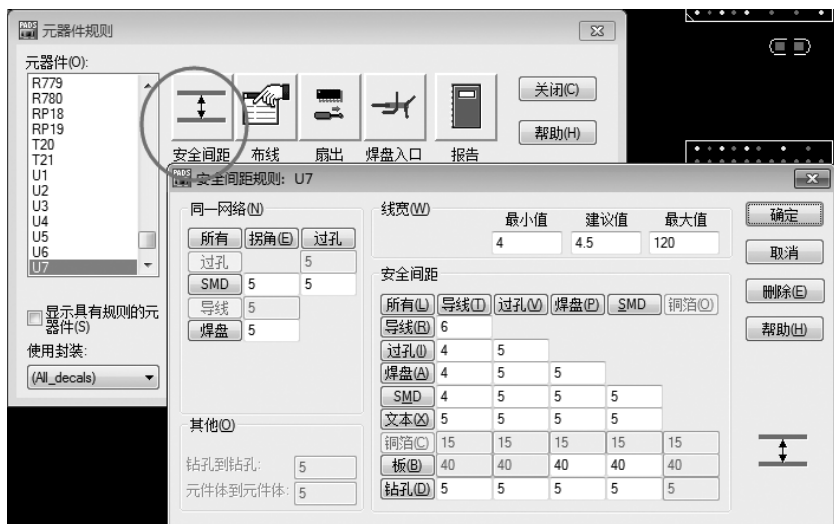 PADS 元器件规则
元器件(O):
R779
R780
RP18
RP19
T20
T21
U1
U2
U3
U4
U5
U6
U7
安全间距 布线 扇出 焊盘入口 报告
关闭(C)
帮助(H)
显示具有规则的元
器件(S)
使用封装:
(All_decals)
PADS 安全间距规则: U7
同一网络(N)
所有 拐角(E) 过孔
过孔 5
SMD 5 5
导线 5
焊盘 5
其他(O)
钻孔到钻孔: 5
元件体到元件体: 5
线宽(W)
最小值 建议值 最大值
4 4.5 120
安全间距
所有(L) 导线(T) 过孔(V) 焊盘(P) SMD 铜箔(O)
导线(R) 6
过孔(I) 4 5
焊盘(A) 4 5 5
SMD 4 5 5 5
文本(X) 5 5 5 5
铜箔(C) 15 15 15 15 15
板(B) 40 40 40 40 40
钻孔(D) 5 5 5 5 5
确定
取消
删除(E)
帮助(H)